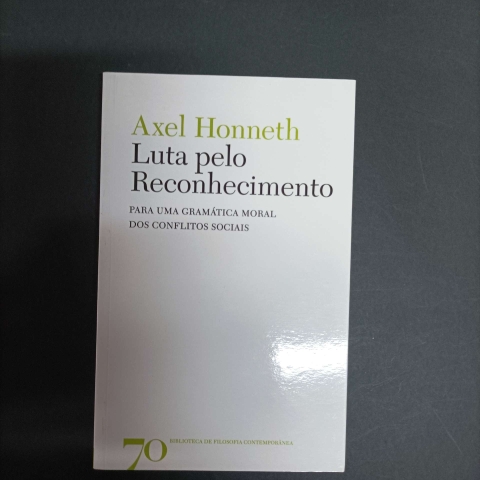 Axel Honneth
Luta pelo
Reconhecimento
PARA UMA GRAMÁTICA MORAL
DOS CONFLITOS SOCIAIS
70 BIBLIOTECA DE FILOSOFIA CONTEMPORÂNEA